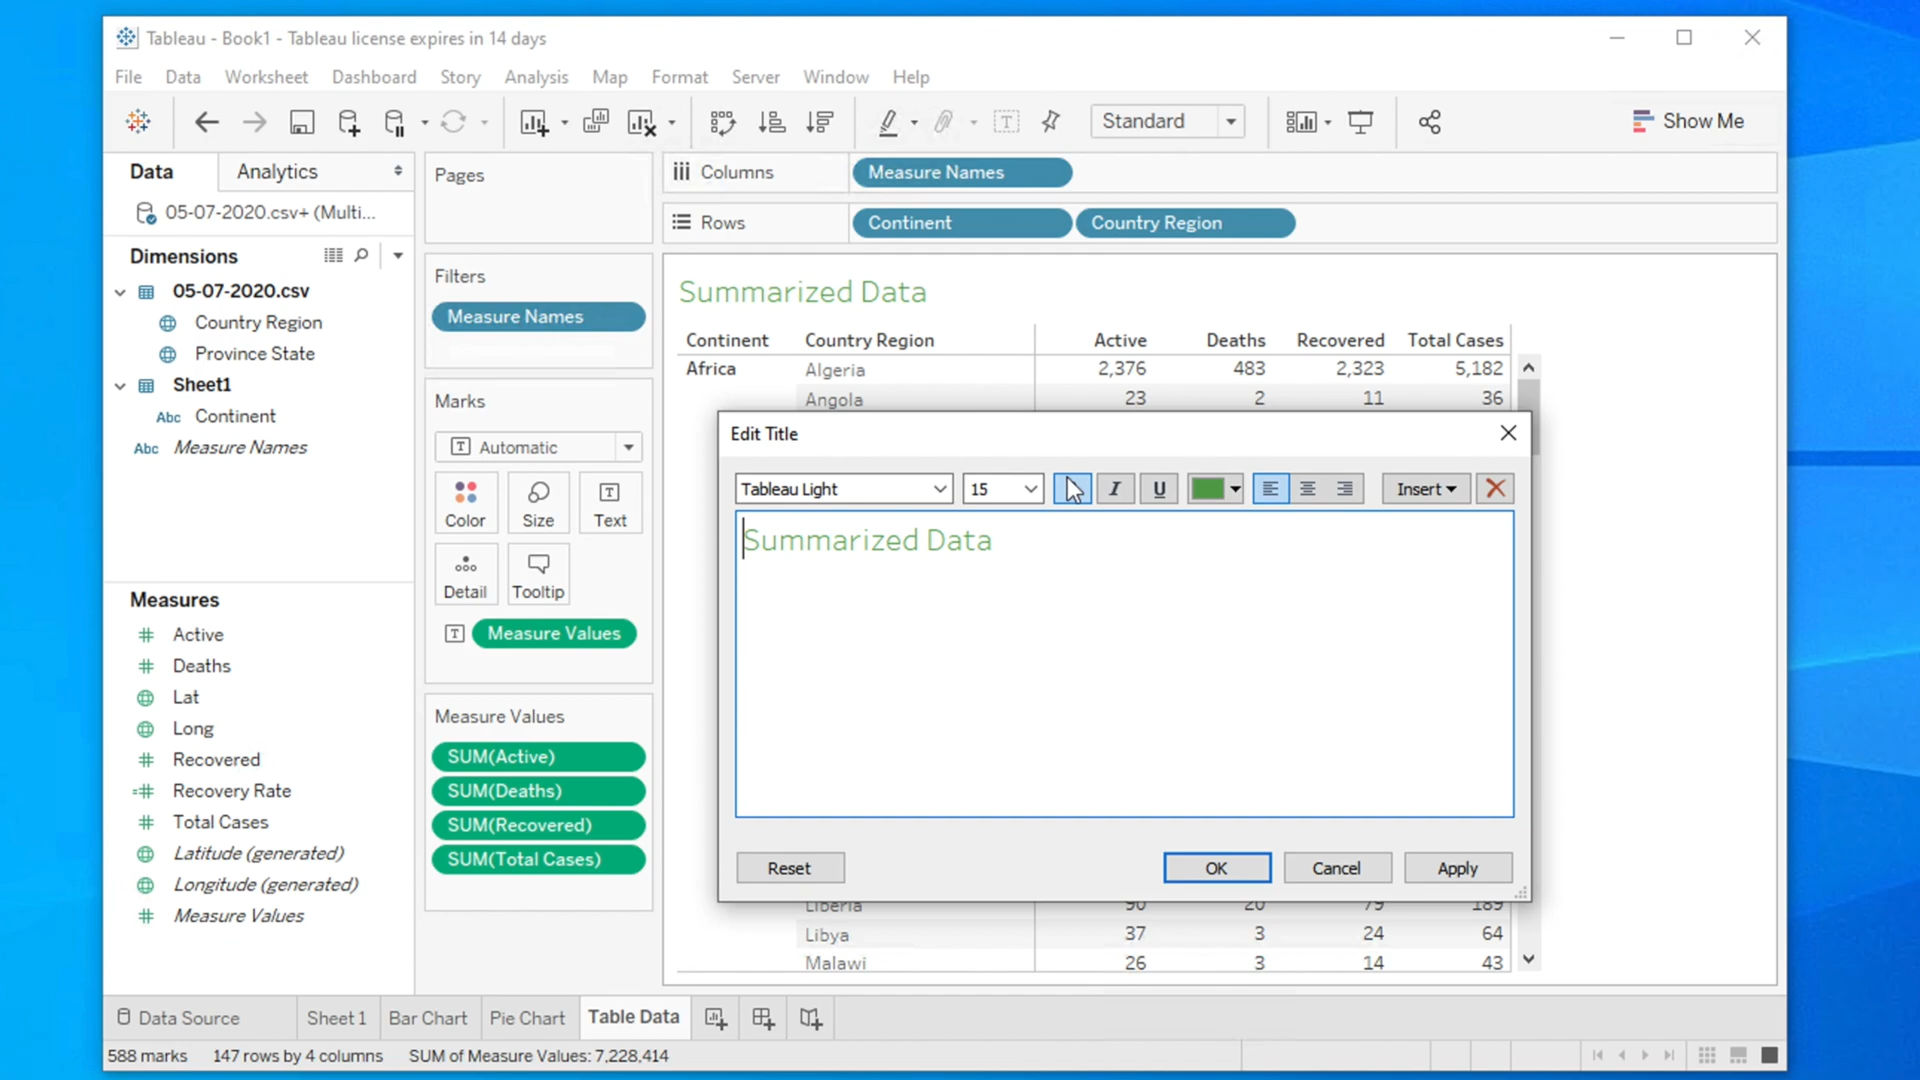 Tableau - Book1 - Tableau license expires in 14 days
File Data Worksheet Dashboard Story Analysis Map Format Server Window Help
Standard
Show Me
Data
Analytics
05-07-2020.csv+ (Multi...
Dimensions
05-07-2020.csv
Country Region
Province State
Sheet1
Abc Continent
Abc Measure Names
Measures
Active
Deaths
Lat
Long
Recovered
Recovery Rate
Total Cases
Latitude (generated)
Longitude (generated)
Measure Values
Pages
Filters
Measure Names
Marks
Automatic
Color Size Text
Detail Tooltip
Measure Values
Measure Values
SUM(Active)
SUM(Deaths)
SUM(Recovered)
SUM(Total Cases)
Columns Measure Names
Rows Continent Country Region
Summarized Data
Continent Country Region Active Deaths Recovered Total Cases
Africa Algeria 2,376 483 2,323 5,182
Angola 23 2 11 36
Edit Title
Tableau Light 15 I U Insert
Summarized Data
Reset OK Cancel Apply
Liberia 90 20 79 189
Libya 37 3 24 64
Malawi 26 3 14 43
Data Source Sheet 1 Bar Chart Pie Chart Table Data
588 marks 147 rows by 4 columns SUM of Measure Values: 7,228,414